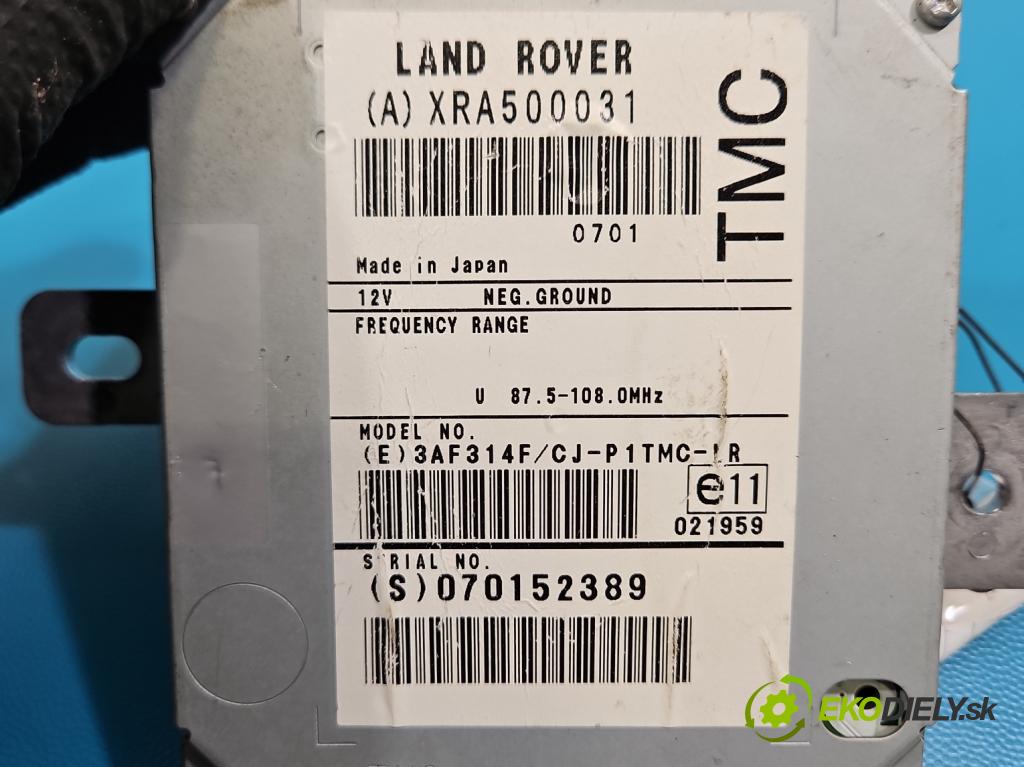 LAND ROVER
(A) XRA500031
TMC
0701
Made in Japan
12V NEG.GROUND
FREQUENCY RANGE
U 87.5-108.0MHz
MODEL NO.
(E)3AF314F/CJ-P1TMC-LR
e11
021959
SERIAL NO.
(S)070152389
EKODIELY.sk